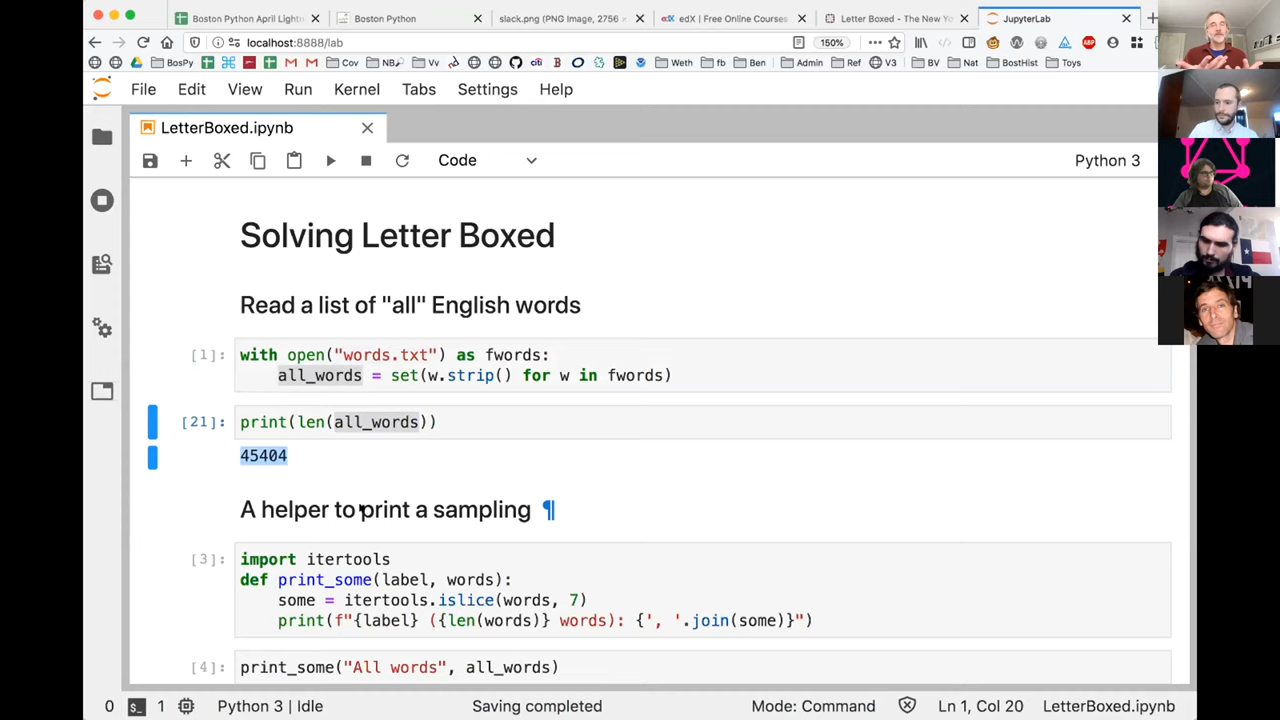 Boston Python April Lightn
Boston Python
slack.png (PNG Image, 2756
edX | Free Online Courses
Letter Boxed - The New Yo
JupyterLab
localhost:8888/lab
150%
BosPy
Cov
NB
Vv
Weth
fb
Ben
Admin
Ref
V3
BV
Nat
BostHist
Toys
File Edit View Run Kernel Tabs Settings Help
LetterBoxed.ipynb
Code
Python 3
Solving Letter Boxed
Read a list of "all" English words
[1]: with open("words.txt") as fwords:
all_words = set(w.strip() for w in fwords)
[21]: print(len(all_words))
45404
A helper to print a sampling ¶
[3]: import itertools
def print_some(label, words):
some = itertools.islice(words, 7)
print(f"{label} ({len(words)} words): {', '.join(some)}")
[4]: print_some("All words", all_words)
0 1 Python 3 | Idle Saving completed Mode: Command Ln 1, Col 20 LetterBoxed.ipynb